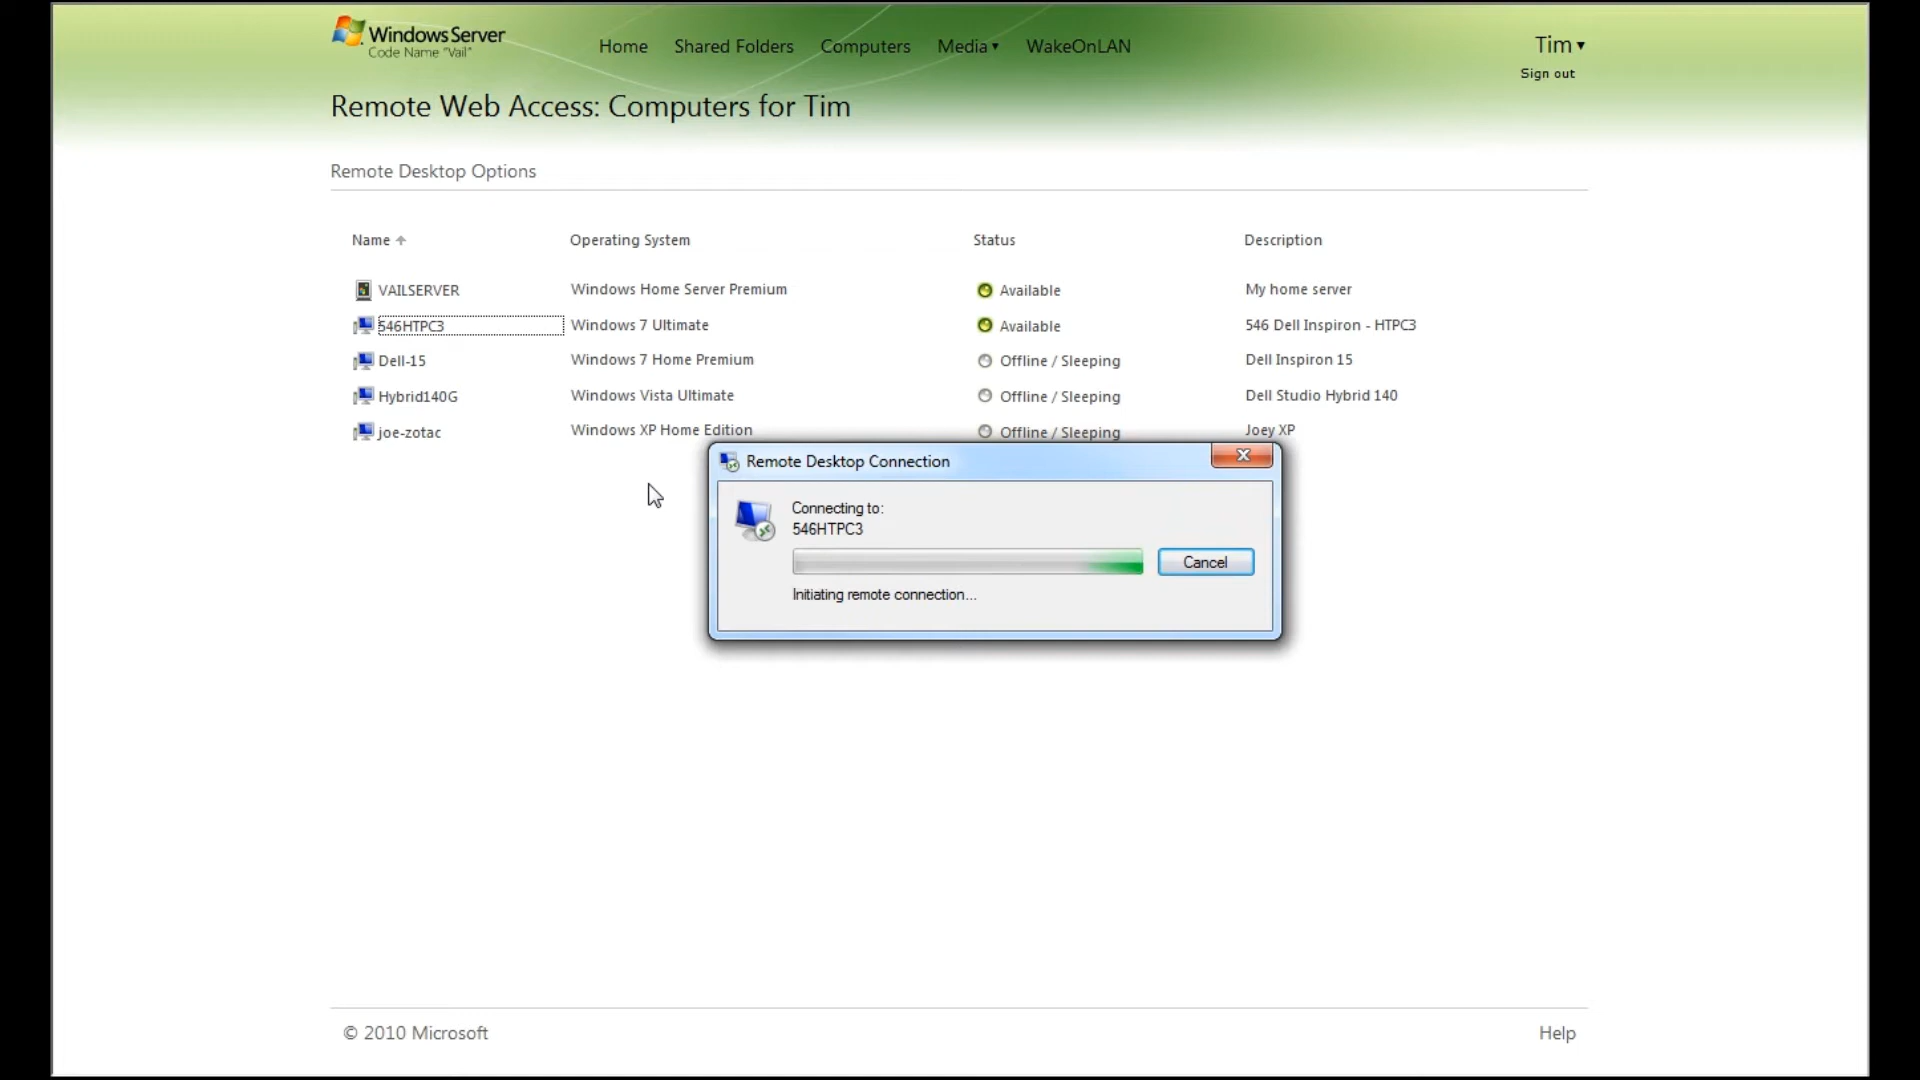 WindowsServer
Code Name "Vail"
Home Shared Folders Computers Media WakeOnLAN
Tim
Sign out
Remote Web Access: Computers for Tim
Remote Desktop Options
Name Operating System Status Description
VAILSERVER Windows Home Server Premium Available My home server
546HTPC3 Windows 7 Ultimate Available 546 Dell Inspiron - HTPC3
Dell-15 Windows 7 Home Premium Offline / Sleeping Dell Inspiron 15
Hybrid140G Windows Vista Ultimate Offline / Sleeping Dell Studio Hybrid 140
joe-zotac Windows XP Home Edition Offline / Sleeping Joey XP
Remote Desktop Connection
Connecting to:
546HTPC3
Cancel
Initiating remote connection...
© 2010 Microsoft
Help